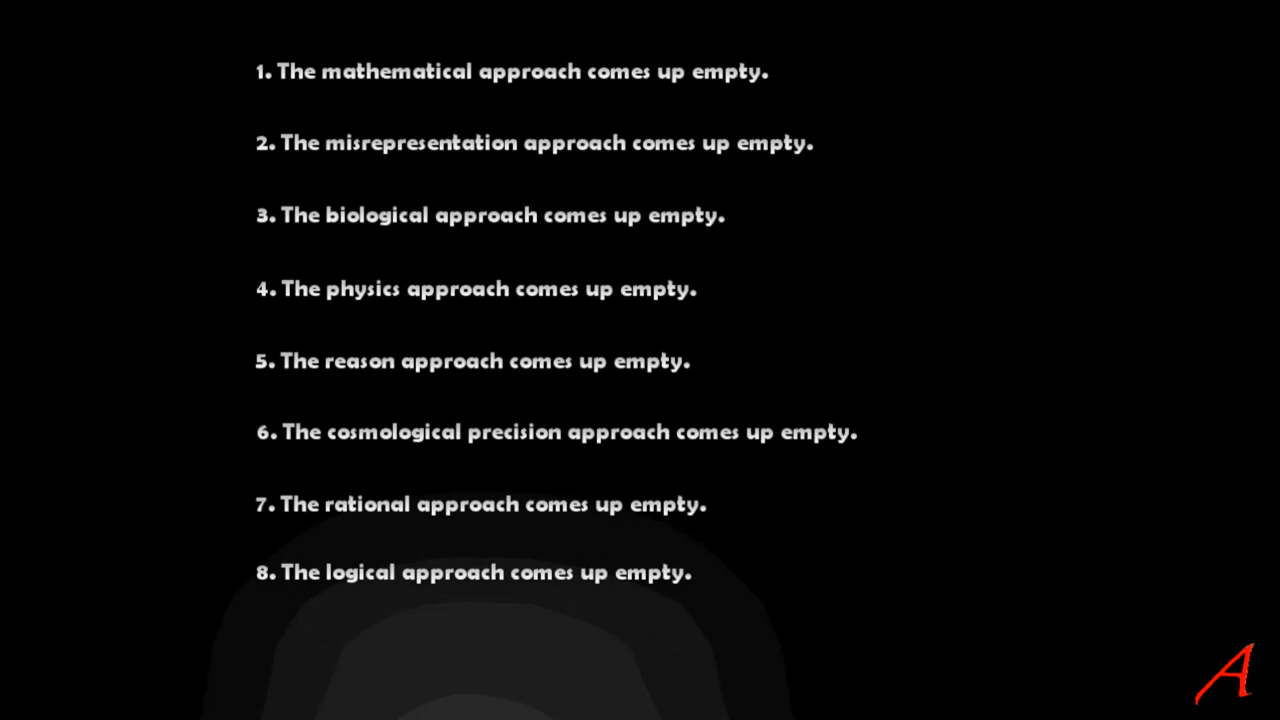 1. The mathematical approach comes up empty.
2. The misrepresentation approach comes up empty.
3. The biological approach comes up empty.
4. The physics approach comes up empty.
5. The reason approach comes up empty.
6. The cosmological precision approach comes up empty.
7. The rational approach comes up empty.
8. The logical approach comes up empty.
A